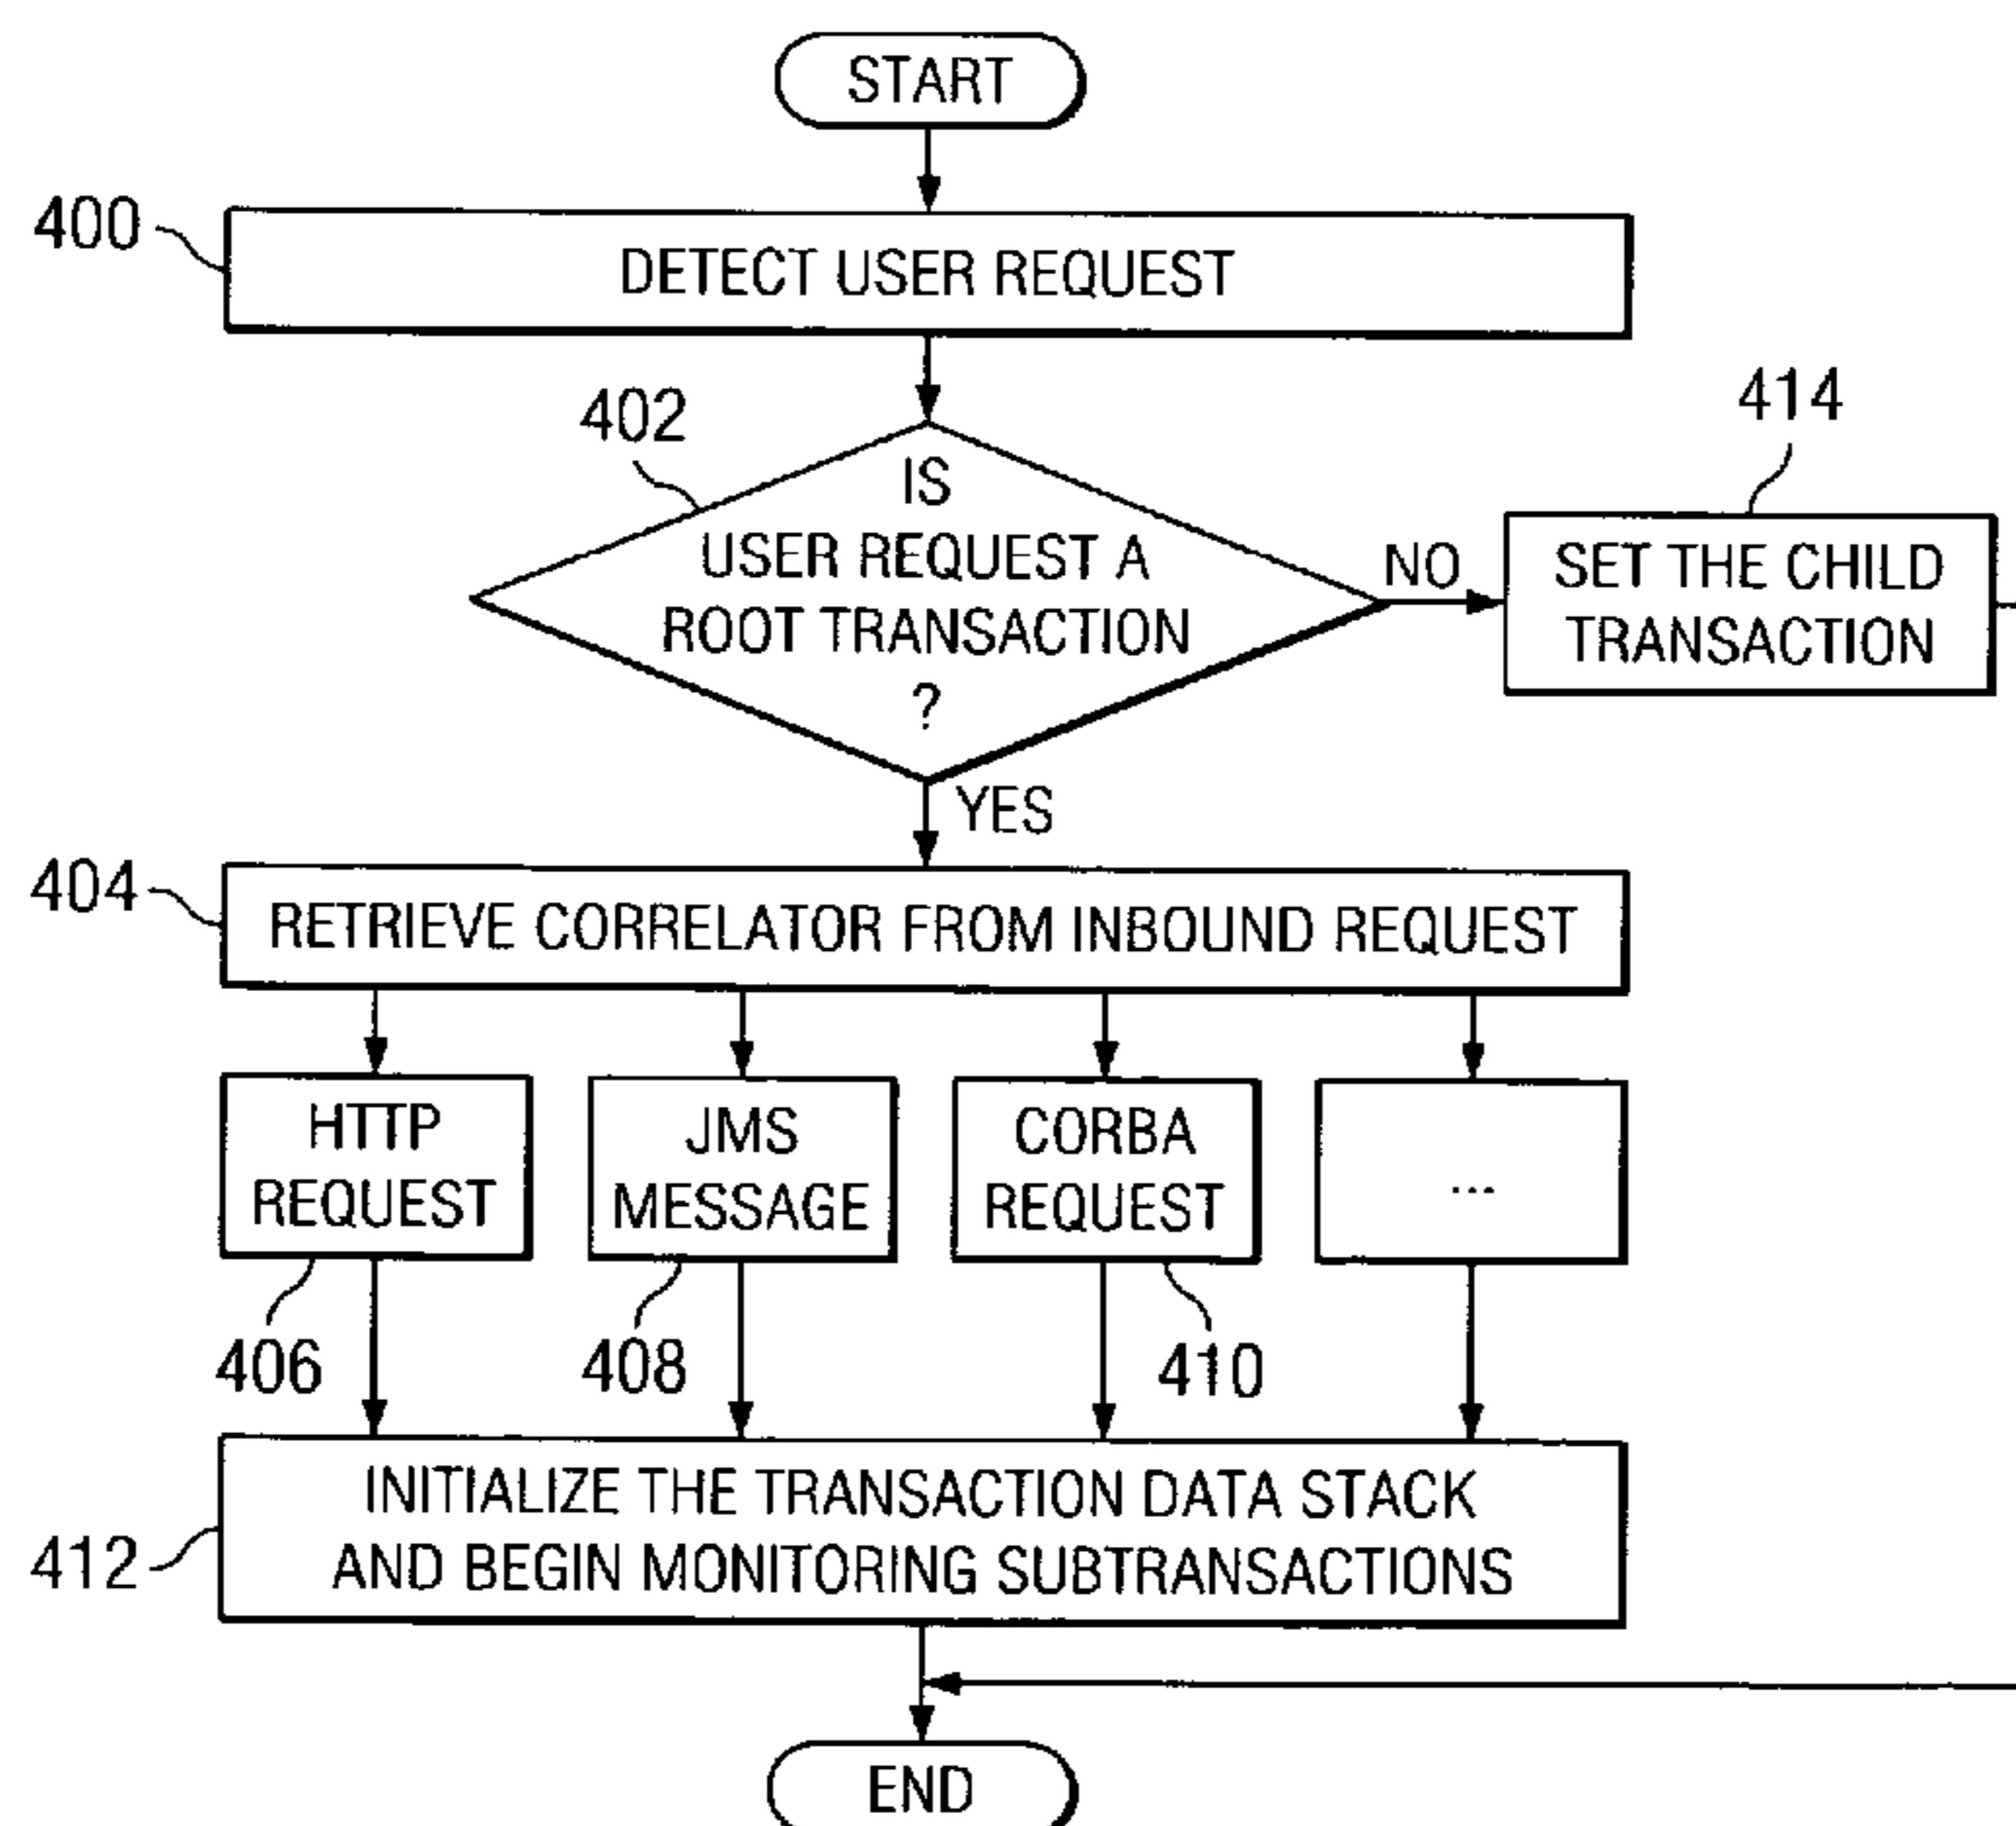 START
400
DETECT USER REQUEST
402
IS
USER REQUEST A
ROOT TRANSACTION
?
NO
414
SET THE CHILD
TRANSACTION
YES
404
RETRIEVE CORRELATOR FROM INBOUND REQUEST
HTTP
REQUEST
406
JMS
MESSAGE
408
CORBA
REQUEST
410
...
412
INITIALIZE THE TRANSACTION DATA STACK
AND BEGIN MONITORING SUBTRANSACTIONS
END